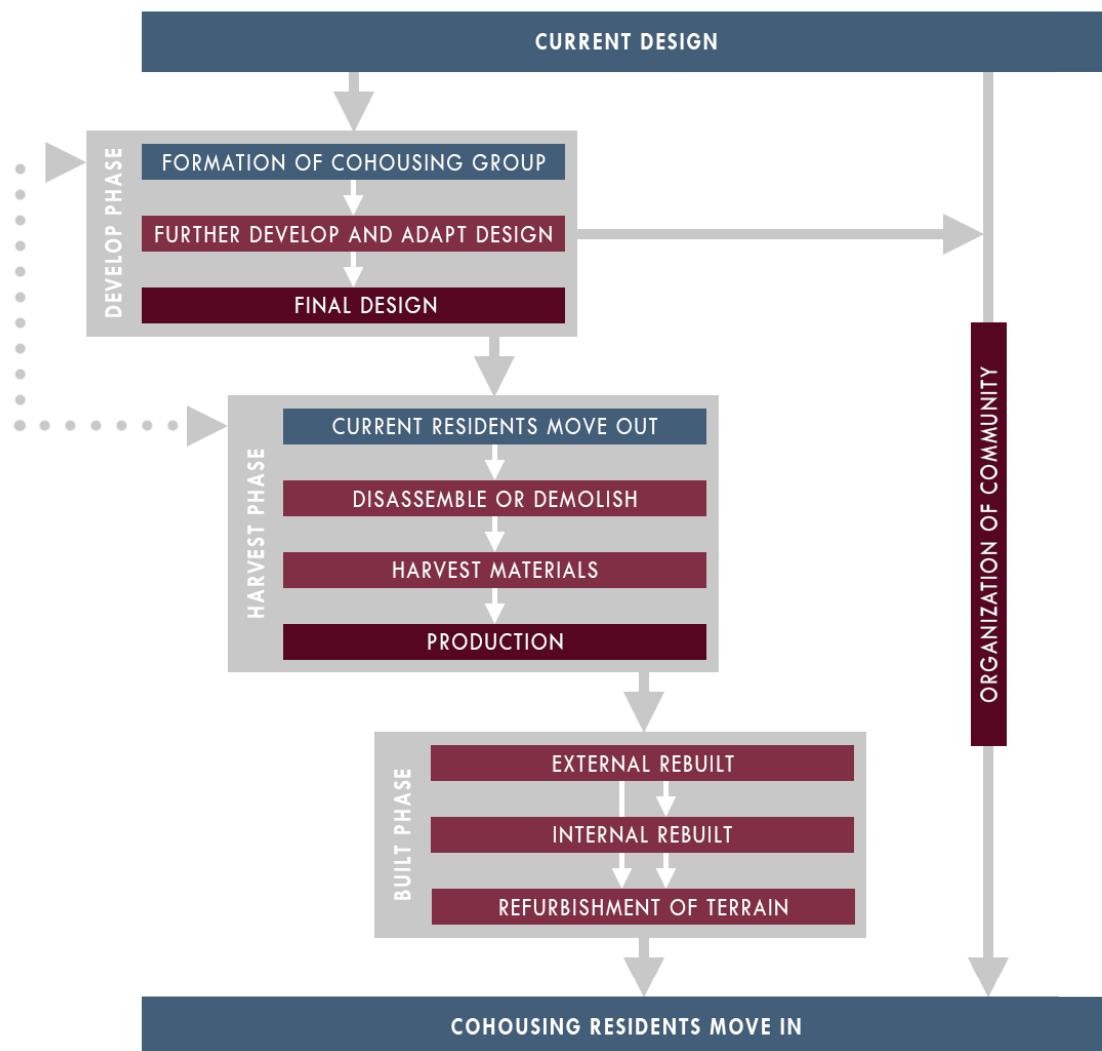 CURRENT DESIGN
DEVELOP PHASE
FORMATION OF COHOUSING GROUP
FURTHER DEVELOP AND ADAPT DESIGN
FINAL DESIGN
HARVEST PHASE
CURRENT RESIDENTS MOVE OUT
DISASSEMBLE OR DEMOLISH
HARVEST MATERIALS
PRODUCTION
ORGANIZATION OF COMMUNITY
BUILT PHASE
EXTERNAL REBUILT
INTERNAL REBUILT
REFURBISHMENT OF TERRAIN
COHOUSING RESIDENTS MOVE IN